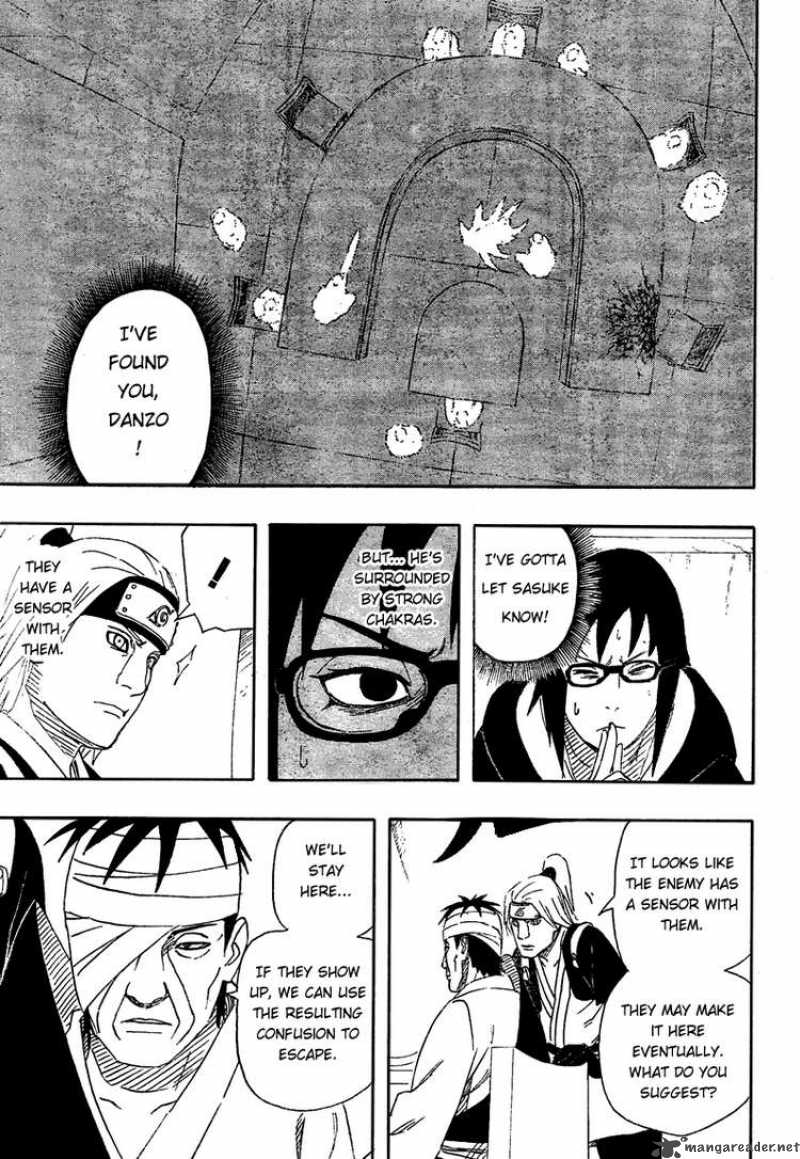 I'VE
FOUND
YOU,
DANZO
!
I'VE GOTTA
LET SASUKE
KNOW!
BUT... HE'S
SURROUNDED
BY STRONG
CHAKRAS.
!
THEY
HAVE A
SENSOR
WITH
THEM.
IT LOOKS LIKE
THE ENEMY HAS
A SENSOR WITH
THEM.
THEY MAY MAKE
IT HERE
EVENTUALLY.
WHAT DO YOU
SUGGEST?
WE'LL
STAY
HERE...
IF THEY SHOW
UP, WE CAN USE
THE RESULTING
CONFUSION TO
ESCAPE.
mangareader.net